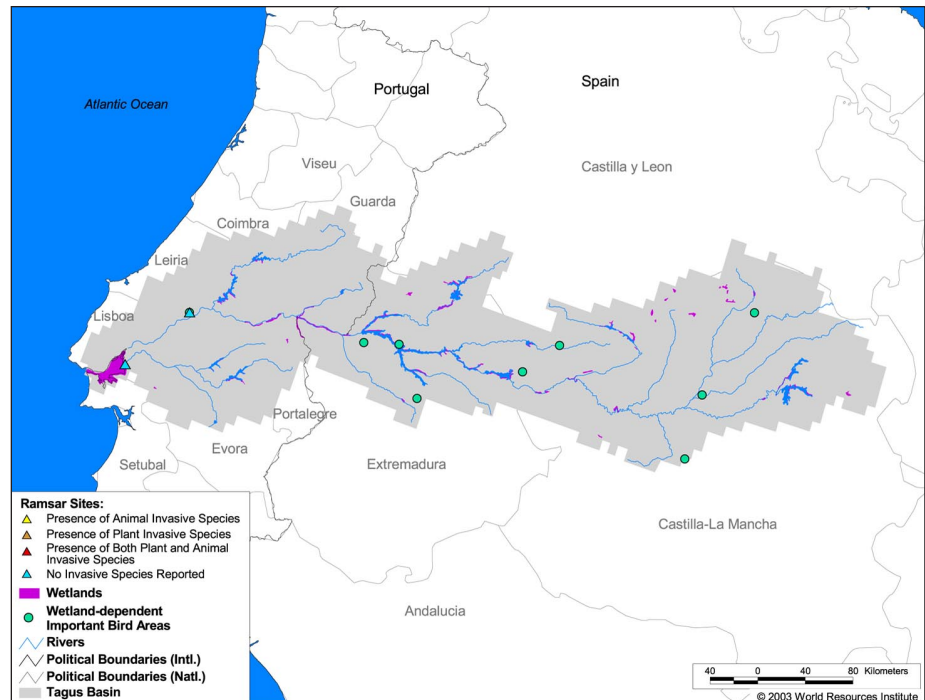 Atlantic Ocean
Portugal
Spain
Viseu
Castilla y Leon
Guarda
Coimbra
Leiria
Lisboa
Portalegre
Evora
Setubal
Extremadura
Castilla-La Mancha
Andalucia
Ramsar Sites:
Presence of Animal Invasive Species
Presence of Plant Invasive Species
Presence of Both Plant and Animal
Invasive Species
No Invasive Species Reported
Wetlands
Wetland-dependent
Important Bird Areas
Rivers
Political Boundaries (Intl.)
Political Boundaries (Natl.)
Tagus Basin
40 0 40 80 Kilometers
© 2003 World Resources Institute